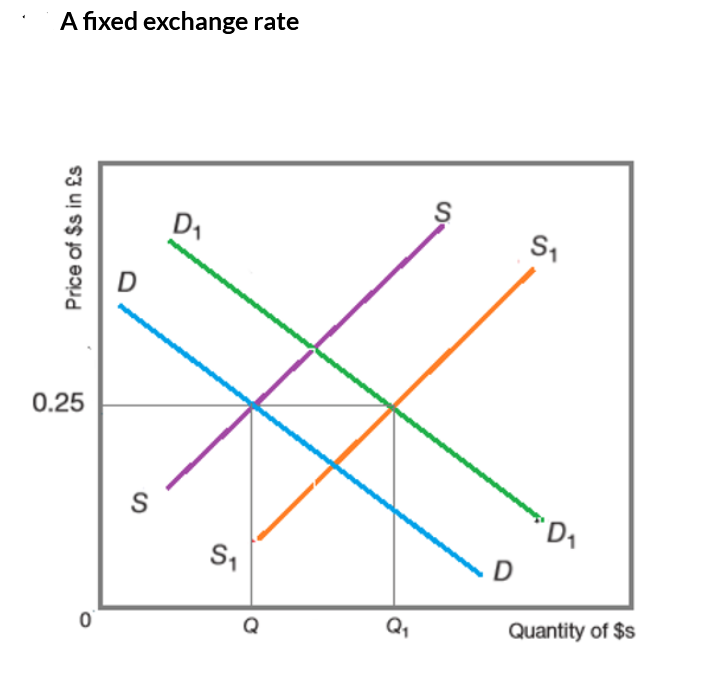 A fixed exchange rate
Price of $s in £s
D₁
S
S₁
D
0.25
S
S₁
D₁
D
0
Q
Q₁
Quantity of $s